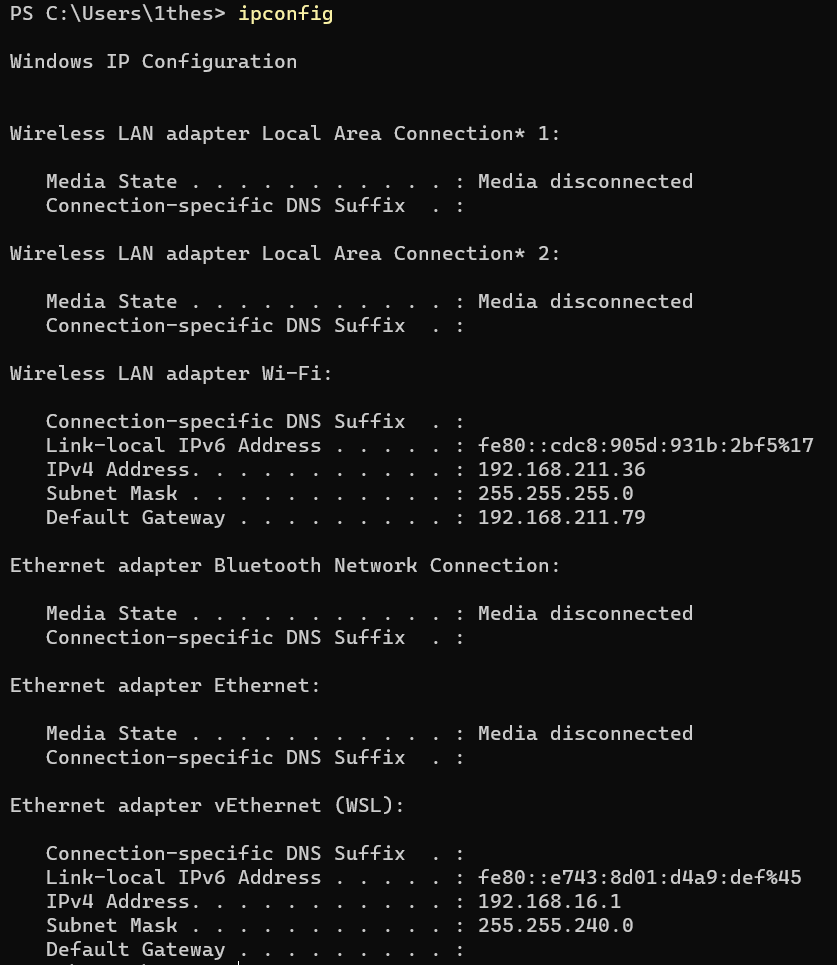 PS C:\Users\1thes> ipconfig
Windows IP Configuration
Wireless LAN adapter Local Area Connection* 1:
Media State . . . . . . . . . . . : Media disconnected
Connection-specific DNS Suffix  . :
Wireless LAN adapter Local Area Connection* 2:
Media State . . . . . . . . . . . : Media disconnected
Connection-specific DNS Suffix  . :
Wireless LAN adapter Wi-Fi:
Connection-specific DNS Suffix  . :
Link-local IPv6 Address . . . . . : fe80::cdc8:905d:931b:2bf5%17
IPv4 Address. . . . . . . . . . . : 192.168.211.36
Subnet Mask . . . . . . . . . . . : 255.255.255.0
Default Gateway . . . . . . . . . : 192.168.211.79
Ethernet adapter Bluetooth Network Connection:
Media State . . . . . . . . . . . : Media disconnected
Connection-specific DNS Suffix  . :
Ethernet adapter Ethernet:
Media State . . . . . . . . . . . : Media disconnected
Connection-specific DNS Suffix  . :
Ethernet adapter vEthernet (WSL):
Connection-specific DNS Suffix  . :
Link-local IPv6 Address . . . . . : fe80::e743:8d01:d4a9:def%45
IPv4 Address. . . . . . . . . . . : 192.168.16.1
Subnet Mask . . . . . . . . . . . : 255.255.240.0
Default Gateway . . . . . . . . . :